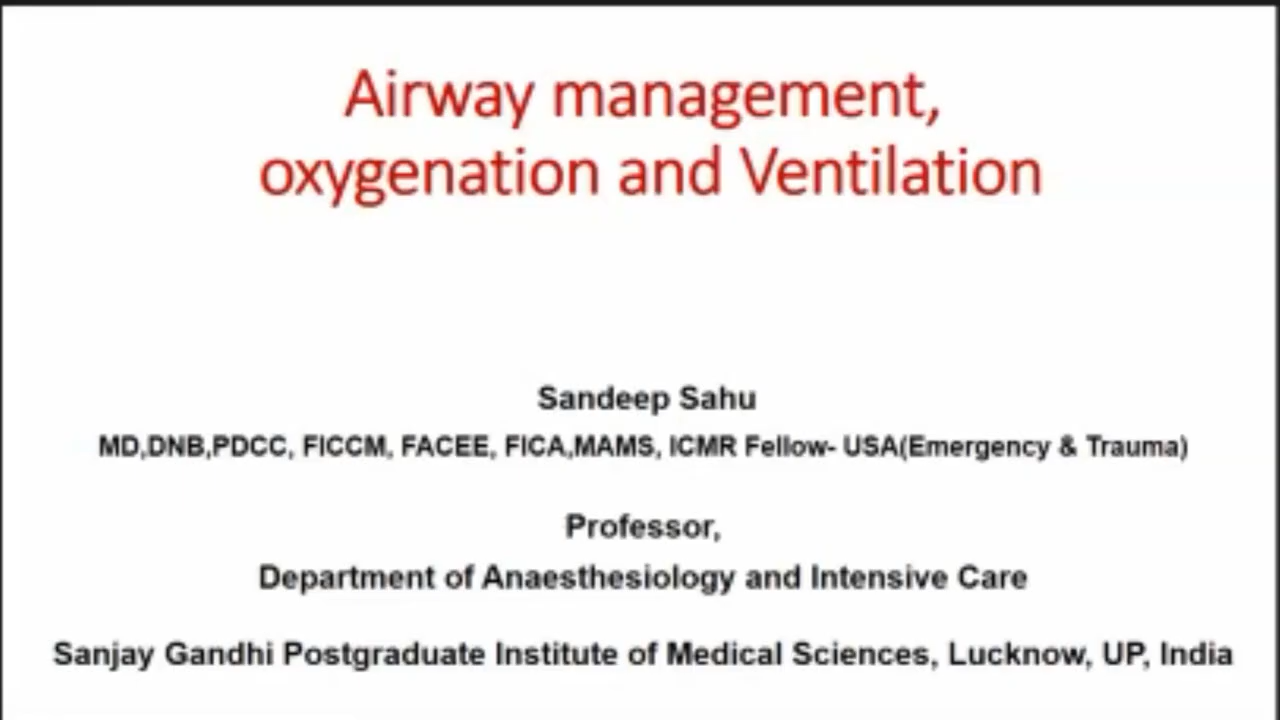 Airway management,
oxygenation and Ventilation
Sandeep Sahu
MD,DNB,PDCC, FICCM, FACEE, FICA,MAMS, ICMR Fellow- USA(Emergency & Trauma)
Professor,
Department of Anaesthesiology and Intensive Care
Sanjay Gandhi Postgraduate Institute of Medical Sciences, Lucknow, UP, India